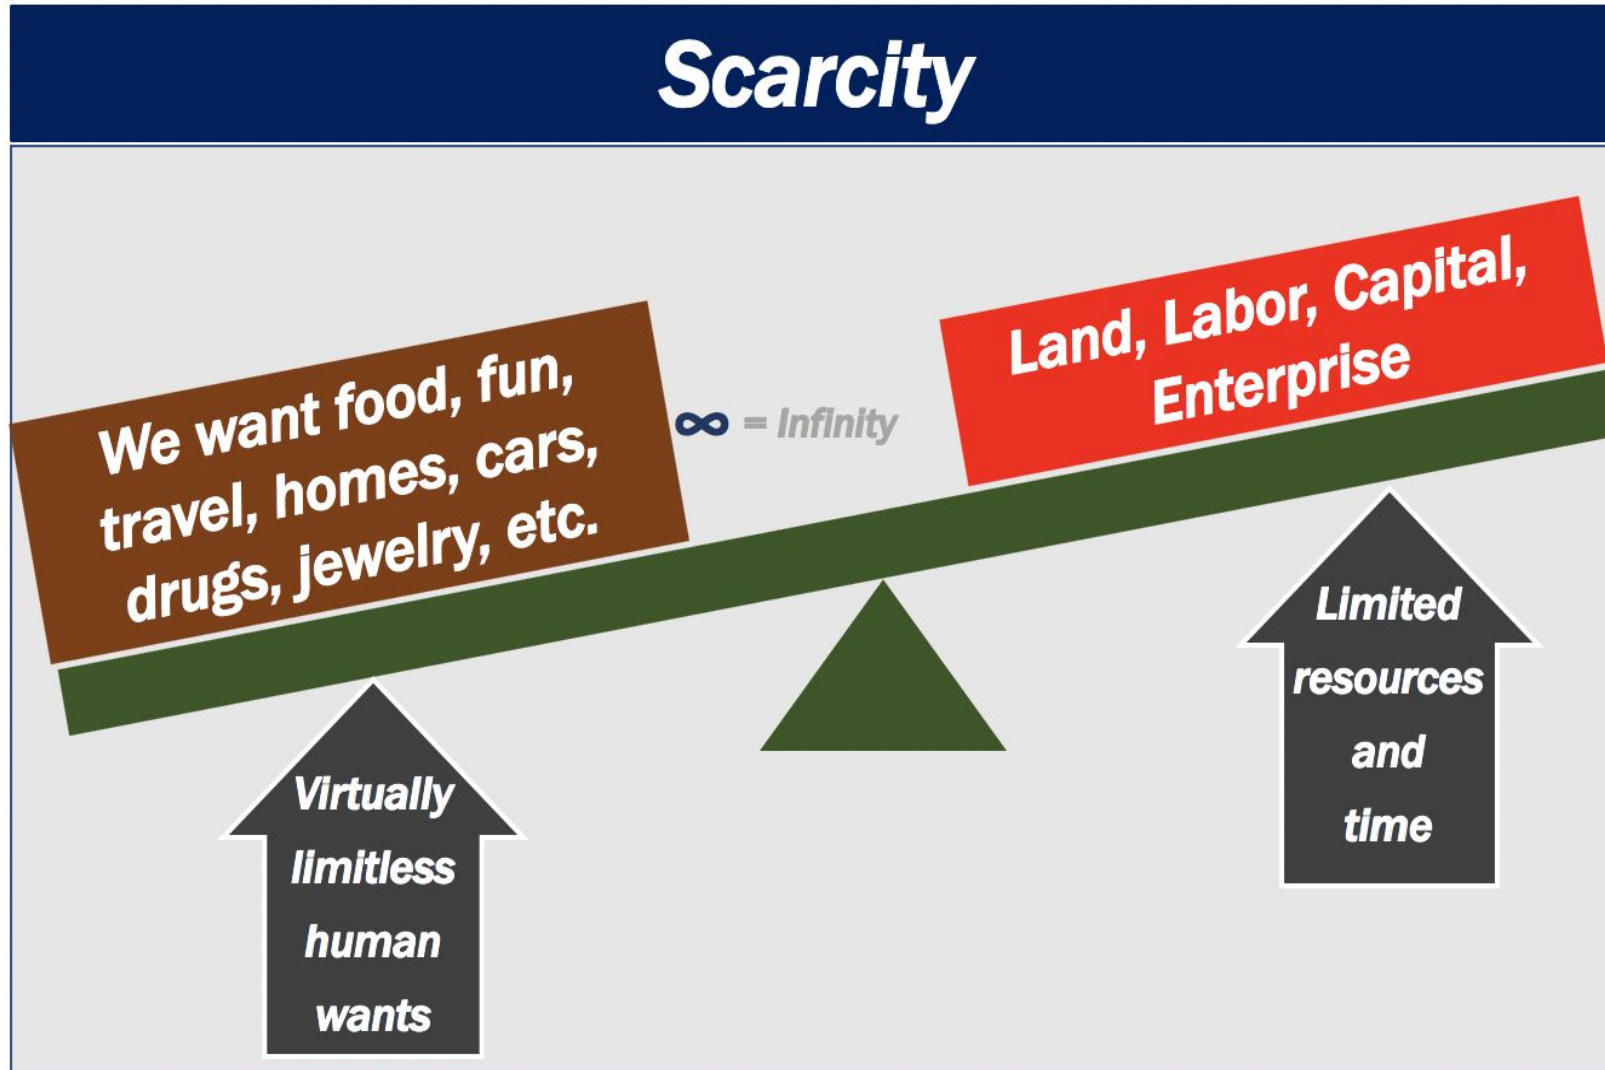 Scarcity
We want food, fun,
travel, homes, cars,
drugs, jewelry, etc.
∞ = Infinity
Land, Labor, Capital,
Enterprise
Virtually
limitless
human
wants
Limited
resources
and
time